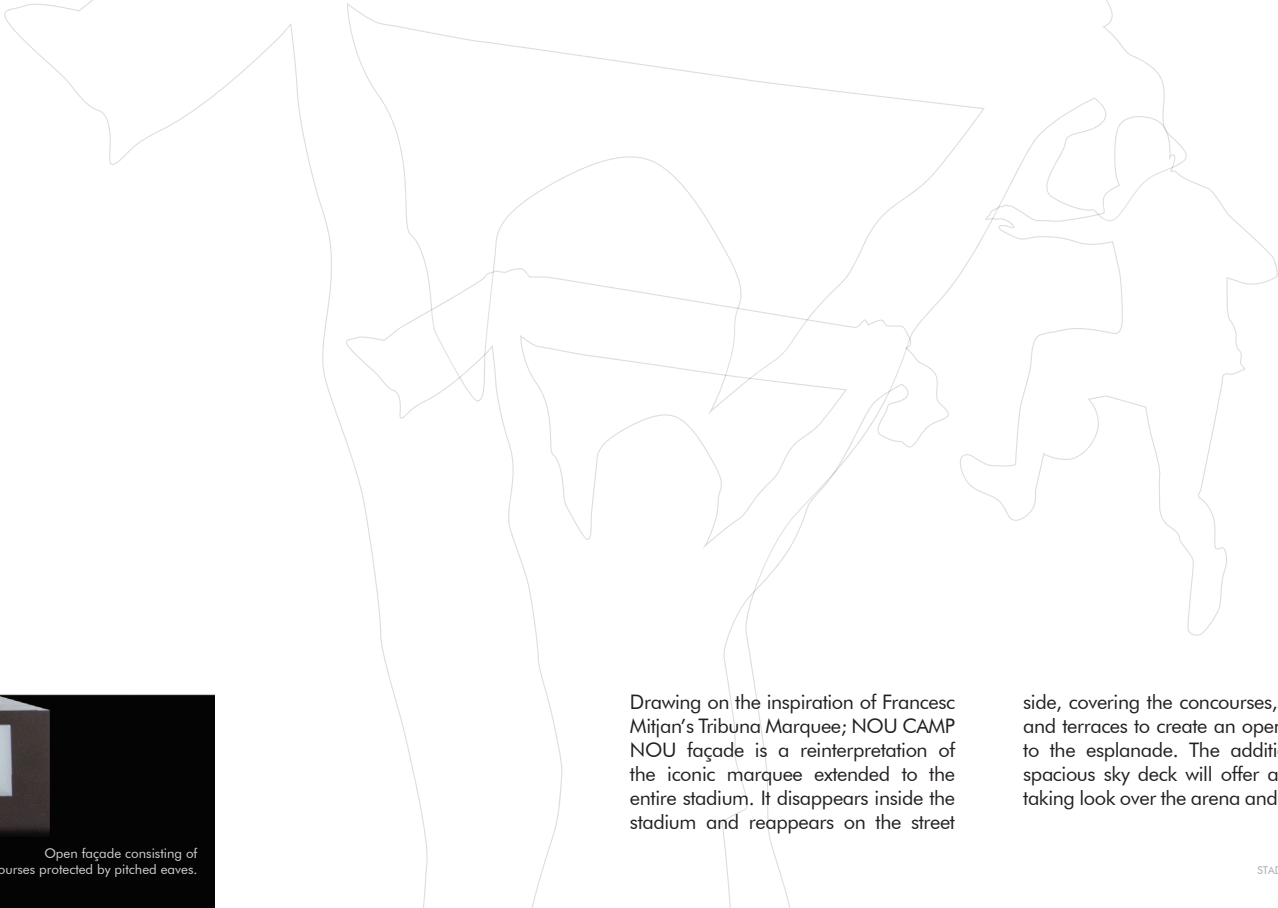 Open façade consisting of
protected by pitched eaves.
Drawing on the inspiration of Francesc
Mitjan's Tribuna Marquee; NOU CAMP
NOU façade is a reinterpretation of
the iconic marquee extended to the
entire stadium. It disappears inside the
stadium and reappears on the street
side, covering the concourses,
and terraces to create an
to the esplanade. The
spacious sky deck will offer a
taking look over the arena and